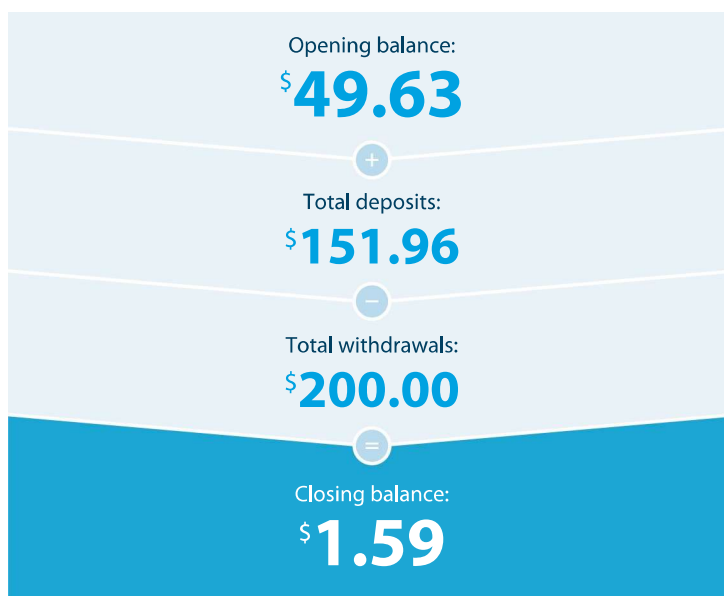 Opening balance:
$49.63
+
Total deposits:
$151.96
−
Total withdrawals:
$200.00
=
Closing balance:
$1.59